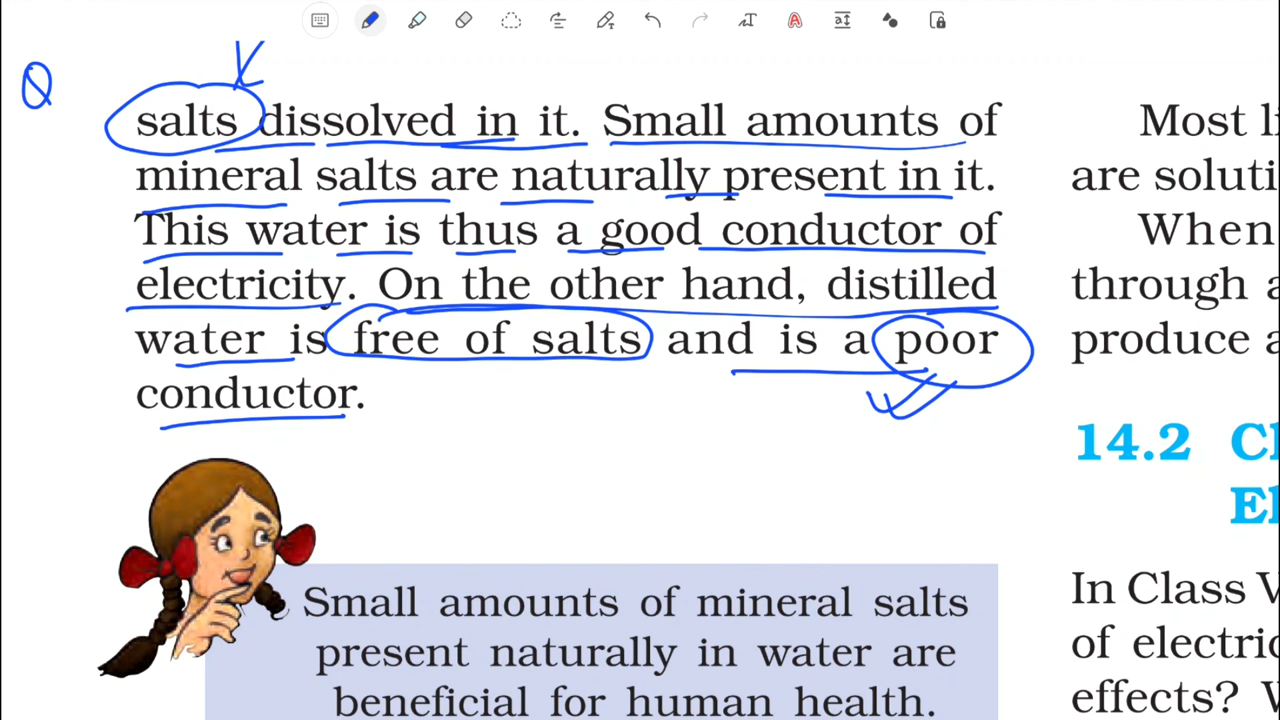 Q
salts dissolved in it. Small amounts of
mineral salts are naturally present in it.
This water is thus a good conductor of
electricity. On the other hand, distilled
water is free of salts and is a poor
conductor.
Small amounts of mineral salts
present naturally in water are
beneficial for human health.
Most li
are soluti
When
through a
produce a
14.2 Ch
El
In Class V
of electric
effects? W